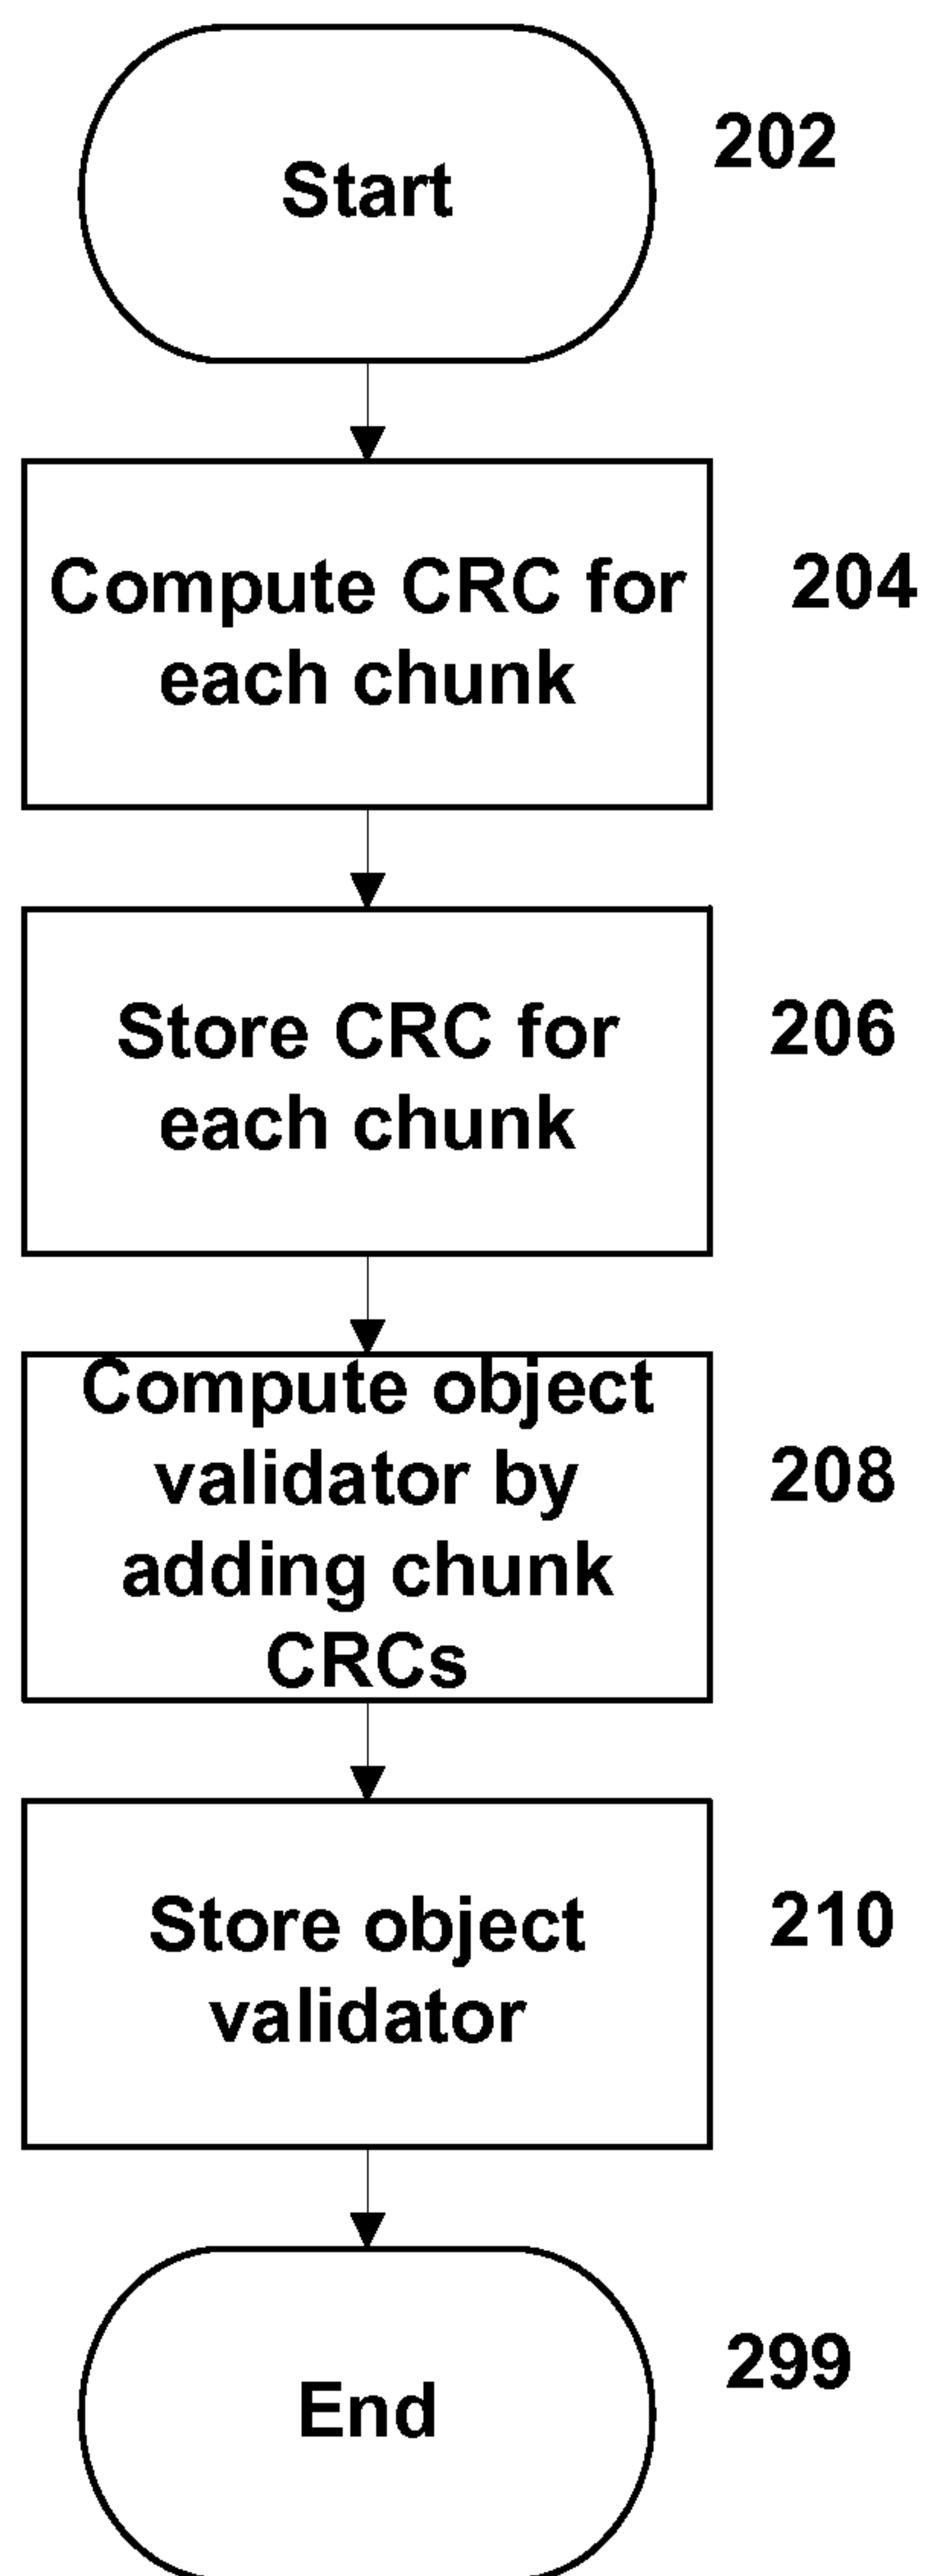 Start
202
Compute CRC for
each chunk
204
Store CRC for
each chunk
206
Compute object
validator by
adding chunk
CRCs
208
Store object
validator
210
End
299